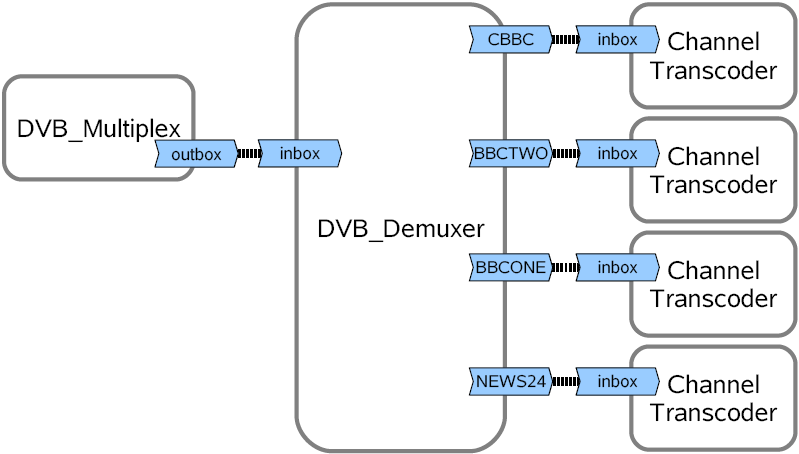 DVB_Multiplex
outbox
inbox
DVB_Demuxer
CBBC
inbox
Channel
Transcoder
BBCTWO
inbox
Channel
Transcoder
BBCONE
inbox
Channel
Transcoder
NEWS24
inbox
Channel
Transcoder